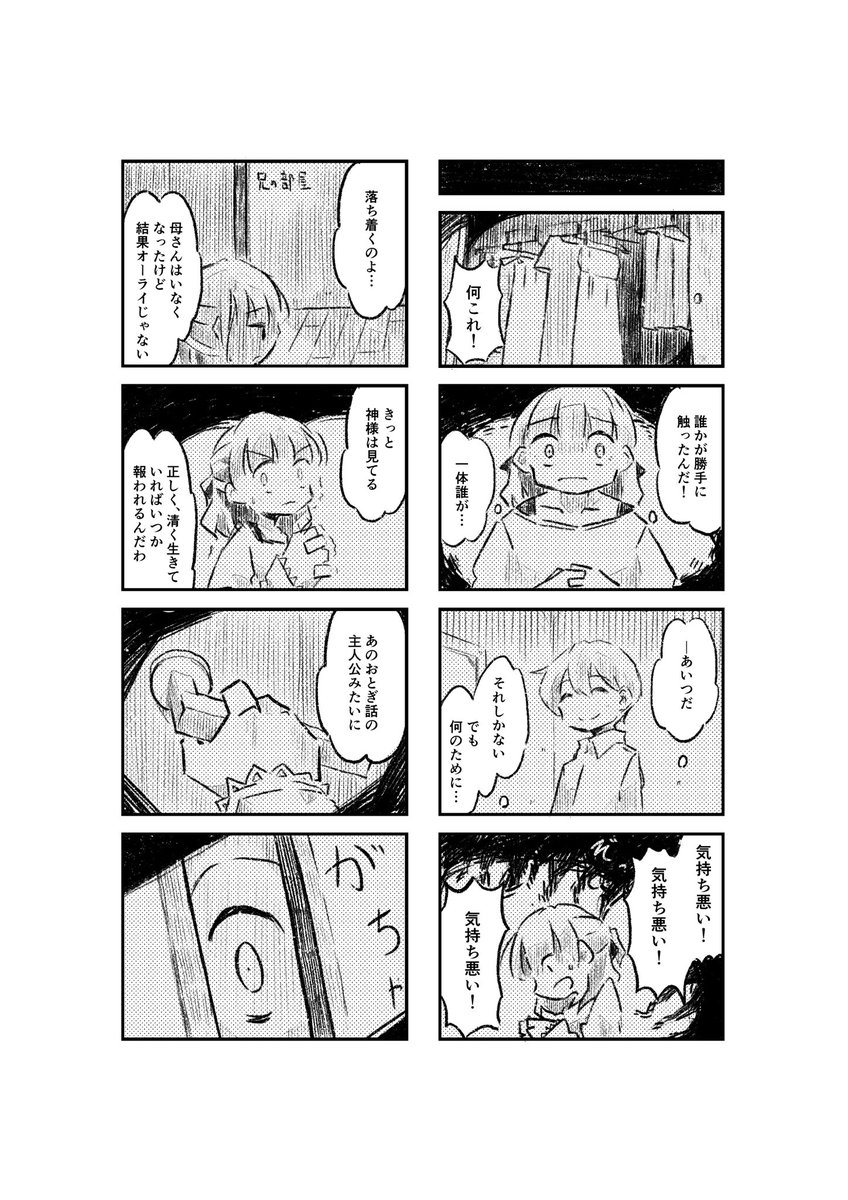 何これ！
誰かが勝手に
触ったんだ！
一体誰が…
―あいつだ
それしかない
でも
何のために…
気持ち悪い！
気持ち悪い！
気持ち悪い！
兄の部屋
落ち着くのよ…
母さんはいなく
なったけど
結果オーライじゃない
きっと
神様は見てる
正しく、清く生きて
いればいつか
報われるんだわ
あのおとぎ話の
主人公みたいに
がちゃ